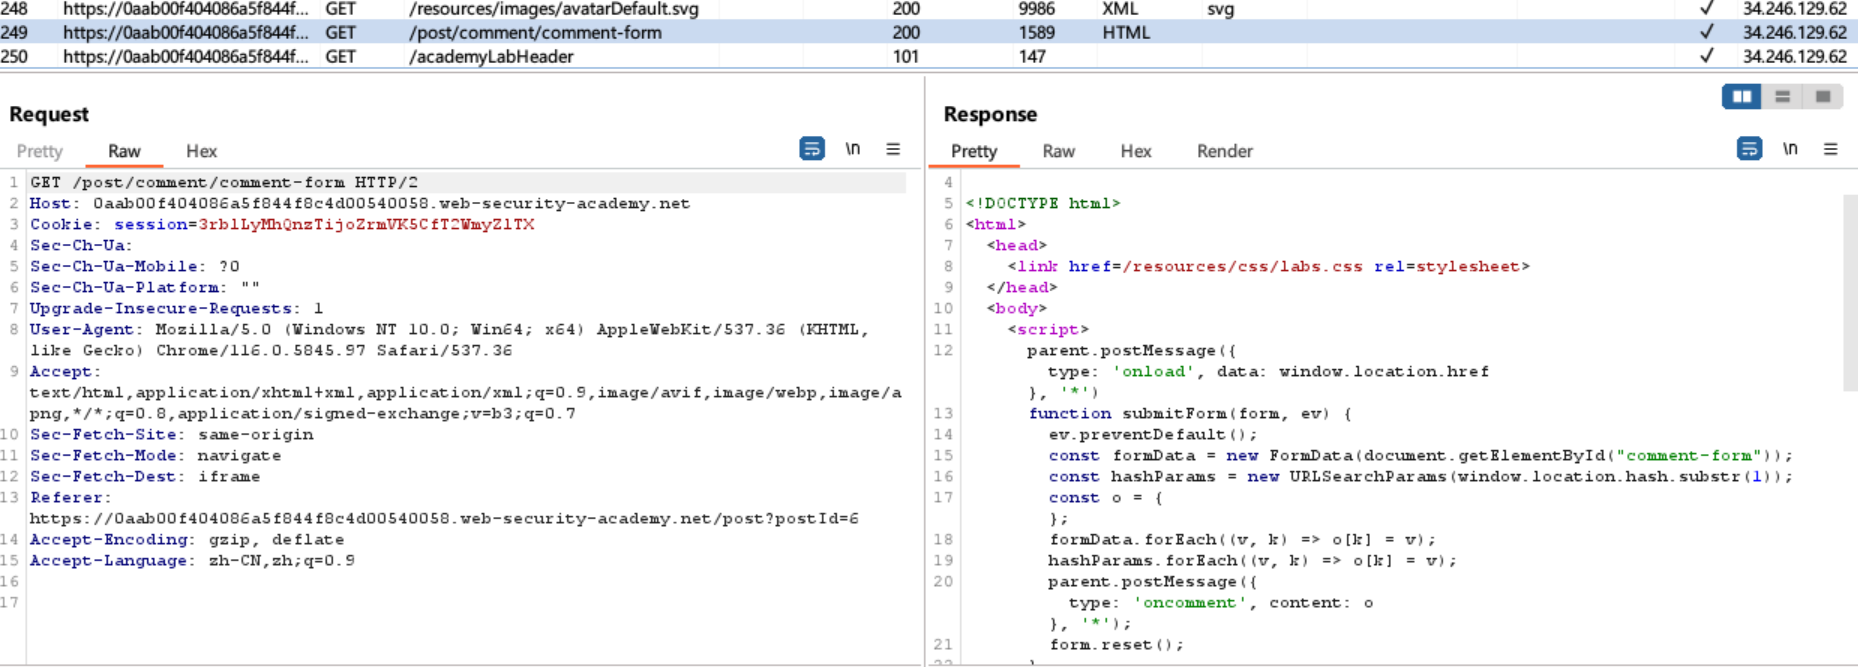 248 https://0aab00f404086a5f844f... GET /resources/images/avatarDefault.svg 200 9986 XML svg ✓ 34.246.129.62
249 https://0aab00f404086a5f844f... GET /post/comment/comment-form 200 1589 HTML ✓ 34.246.129.62
250 https://0aab00f404086a5f844f... GET /academyLabHeader 101 147 ✓ 34.246.129.62
Request
Pretty Raw Hex \n
1 GET /post/comment/comment-form HTTP/2
2 Host: 0aab00f404086a5f844f8c4d00540058.web-security-academy.net
3 Cookie: session=3rblLyMhQnzTijoZrmVK5CfT2WmyZlTX
4 Sec-Ch-Ua:
5 Sec-Ch-Ua-Mobile: ?0
6 Sec-Ch-Ua-Platform: ""
7 Upgrade-Insecure-Requests: 1
8 User-Agent: Mozilla/5.0 (Windows NT 10.0; Win64; x64) AppleWebKit/537.36 (KHTML,
like Gecko) Chrome/116.0.5845.97 Safari/537.36
9 Accept:
text/html,application/xhtml+xml,application/xml;q=0.9,image/avif,image/webp,image/a
png,*/*;q=0.8,application/signed-exchange;v=b3;q=0.7
10 Sec-Fetch-Site: same-origin
11 Sec-Fetch-Mode: navigate
12 Sec-Fetch-Dest: iframe
13 Referer:
https://0aab00f404086a5f844f8c4d00540058.web-security-academy.net/post?postId=6
14 Accept-Encoding: gzip, deflate
15 Accept-Language: zh-CN,zh;q=0.9
16
17
Response
Pretty Raw Hex Render \n
4
5 <!DOCTYPE html>
6 <html>
7 <head>
8 <link href=/resources/css/labs.css rel=stylesheet>
9 </head>
10 <body>
11 <script>
12 parent.postMessage({
type: 'onload', data: window.location.href
}, '*')
13 function submitForm(form, ev) {
14 ev.preventDefault();
15 const formData = new FormData(document.getElementById("comment-form"));
16 const hashParams = new URLSearchParams(window.location.hash.substr(1));
17 const o = {
};
18 formData.forEach((v, k) => o[k] = v);
19 hashParams.forEach((v, k) => o[k] = v);
20 parent.postMessage({
type: 'oncomment', content: o
}, '*');
21 form.reset();